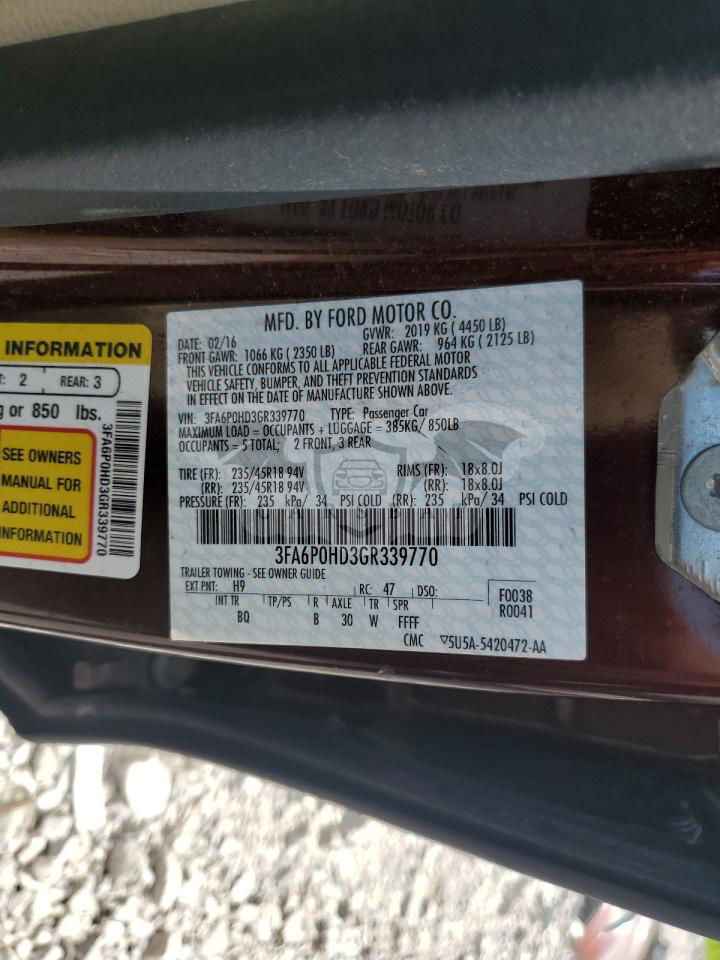 INFORMATION
: 2 REAR: 3
g or 850 lbs.
SEE OWNERS
MANUAL FOR
ADDITIONAL
INFORMATION
3FA6P0HD3GR339770
MFD. BY FORD MOTOR CO.
DATE: 02/16 GVWR: 2019 KG ( 4450 LB)
FRONT GAWR: 1066 KG ( 2350 LB) REAR GAWR: 964 KG ( 2125 LB)
THIS VEHICLE CONFORMS TO ALL APPLICABLE FEDERAL MOTOR
VEHICLE SAFETY, BUMPER, AND THEFT PREVENTION STANDARDS
IN EFFECT ON THE DATE OF MANUFACTURE SHOWN ABOVE.
VIN: 3FA6P0HD3GR339770 TYPE: Passenger Car
MAXIMUM LOAD = OCCUPANTS + LUGGAGE = 385KG/ 850LB
OCCUPANTS = 5 TOTAL; 2 FRONT, 3 REAR
TIRE (FR): 235/45R18 94V RIMS (FR): 18x8.0J
(RR): 235/45R18 94V (RR): 18x8.0J
PRESSURE (FR): 235 kPa/ 34 PSI COLD (RR): 235 kPa/ 34 PSI COLD
3FA6P0HD3GR339770
TRAILER TOWING - SEE OWNER GUIDE
EXT PNT: H9 RC: 47 DSO: F0038
R0041
INT TR TP/PS R AXLE TR SPR
BQ B 30 W FFFF
CMC ▽5U5A-5420472-AA